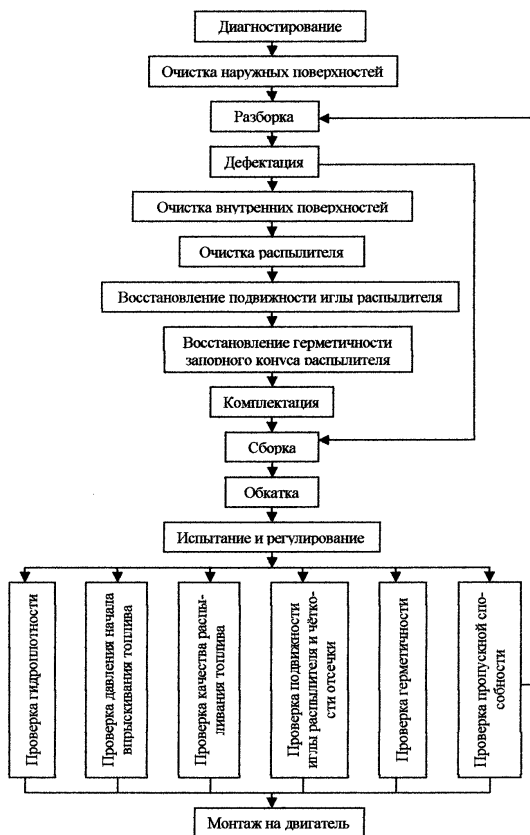 Диагностирование
Очистка наружных поверхностей
Разборка
Дефектация
Очистка внутренних поверхностей
Очистка распылителя
Восстановление подвижности иглы распылителя
Восстановление герметичности
запорного конуса распылителя
Комплектация
Сборка
Обкатка
Испытание и регулирование
Проверка гидроплотности
Проверка давления начала
впрыскивания топлива
Проверка качества распы-
ливания топлива
Проверка подвижности
иглы распылителя и чётко-
сти отсечки
Проверка герметичности
Проверка пропускной спо-
собности
Монтаж на двигатель